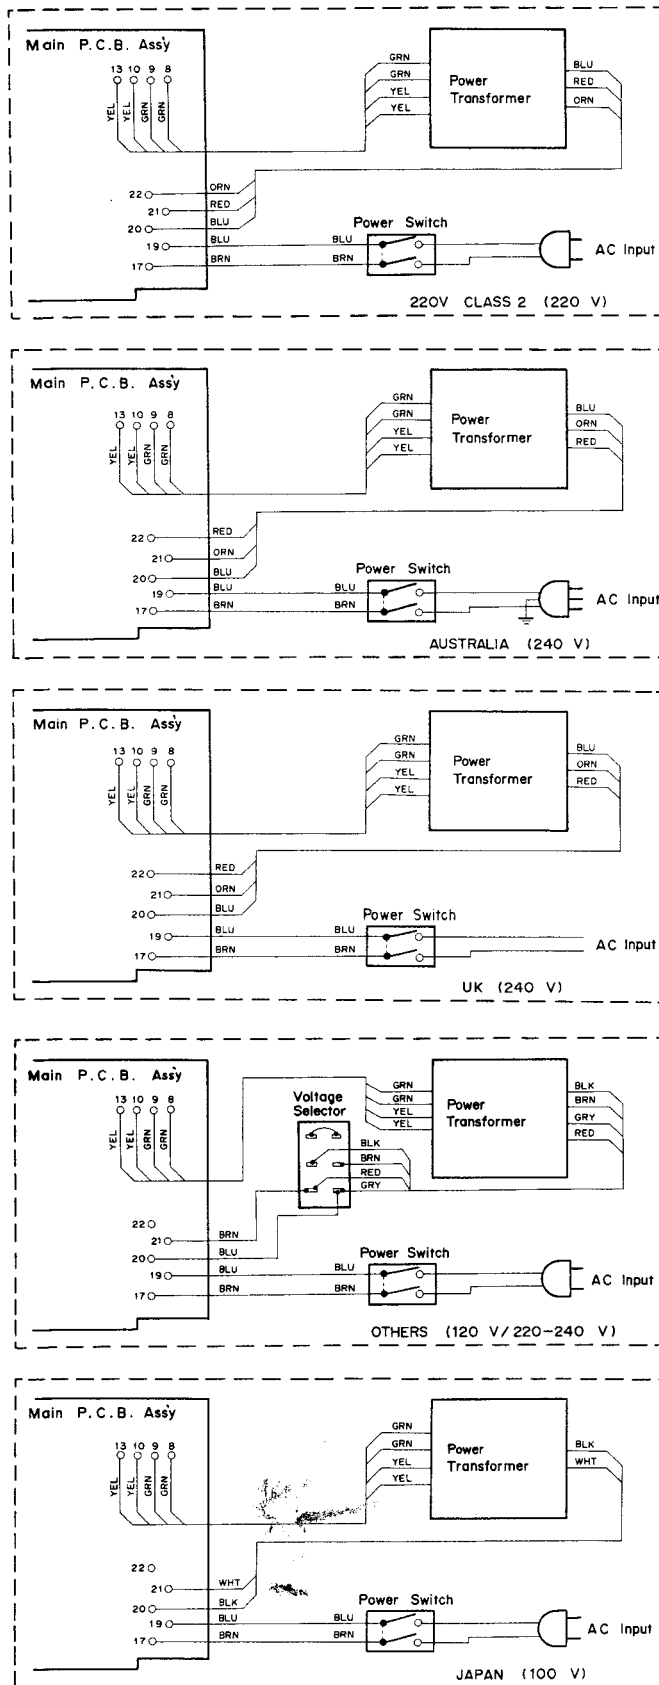 Main P.C.B. Ass'y
13 10 9 8
YEL YEL GRN GRN
GRN
GRN
YEL
YEL
Power
Transformer
BLU
RED
ORN
22 ORN
21 RED
20 BLU
19 BLU BLU
17 BRN BRN
Power Switch
AC Input
220V CLASS 2 (220 V)
Main P.C.B. Ass'y
13 10 9 8
YEL YEL GRN GRN
GRN
GRN
YEL
YEL
Power
Transformer
BLU
ORN
RED
22 RED
21 ORN
20 BLU
19 BLU BLU
17 BRN BRN
Power Switch
AC Input
AUSTRALIA (240 V)
Main P.C.B. Ass'y
13 10 9 8
YEL YEL GRN GRN
GRN
GRN
YEL
YEL
Power
Transformer
BLU
ORN
RED
22 RED
21 ORN
20 BLU
19 BLU BLU
17 BRN BRN
Power Switch
AC Input
UK (240 V)
Main P.C.B. Ass'y
13 10 9 8
YEL YEL GRN GRN
Voltage
Selector
BLK
BRN
RED
GRY
GRN
GRN
YEL
YEL
Power
Transformer
BLK
BRN
GRY
RED
22
21 BRN
20 BLU
19 BLU BLU
17 BRN BRN
Power Switch
AC Input
OTHERS (120 V/220-240 V)
Main P.C.B. Ass'y
13 10 9 8
YEL YEL GRN GRN
GRN
GRN
YEL
YEL
Power
Transformer
BLK
WHT
22
21 WHT
20 BLK
19 BLU BLU
17 BRN BRN
Power Switch
AC Input
JAPAN (100 V)